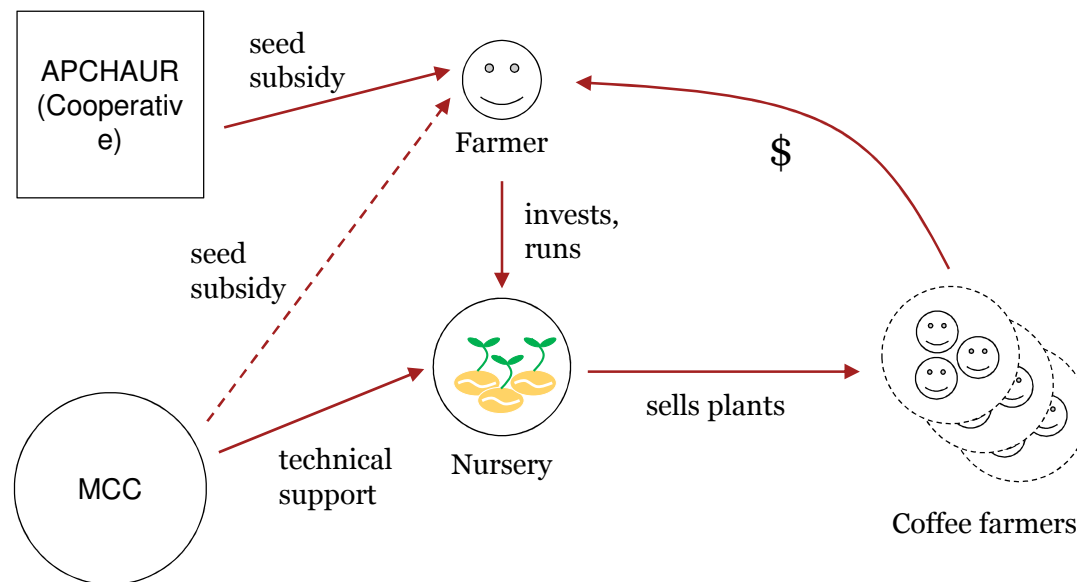 APCHAUR
(Cooperativ
e)
seed
subsidy
Farmer
$
invests,
runs
seed
subsidy
sells plants
technical
support
Nursery
MCC
Coffee farmers